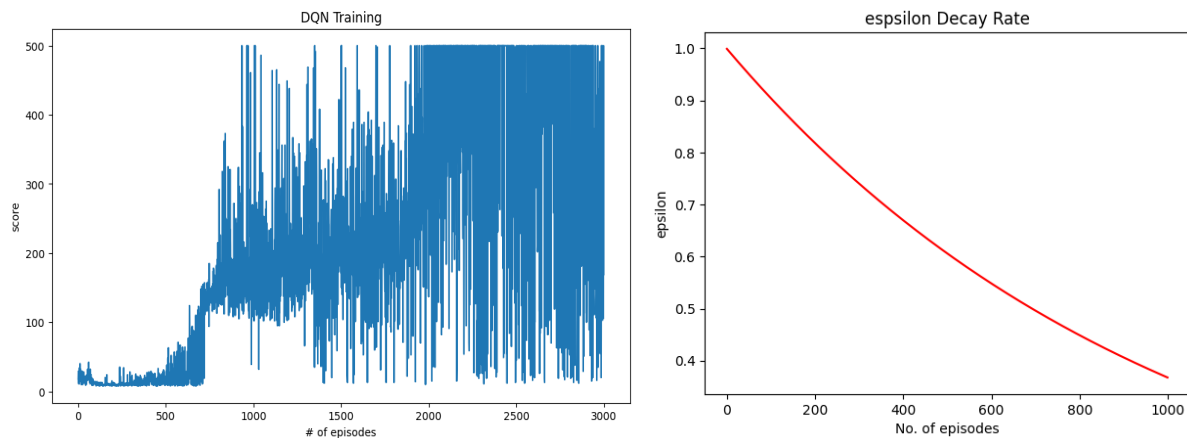 DQN Training
500
400
300
200
100
0
score
0 500 1000 1500 2000 2500 3000
# of episodes
espsilon Decay Rate
1.0
0.9
0.8
0.7
0.6
0.5
0.4
epsilon
0 200 400 600 800 1000
No. of episodes